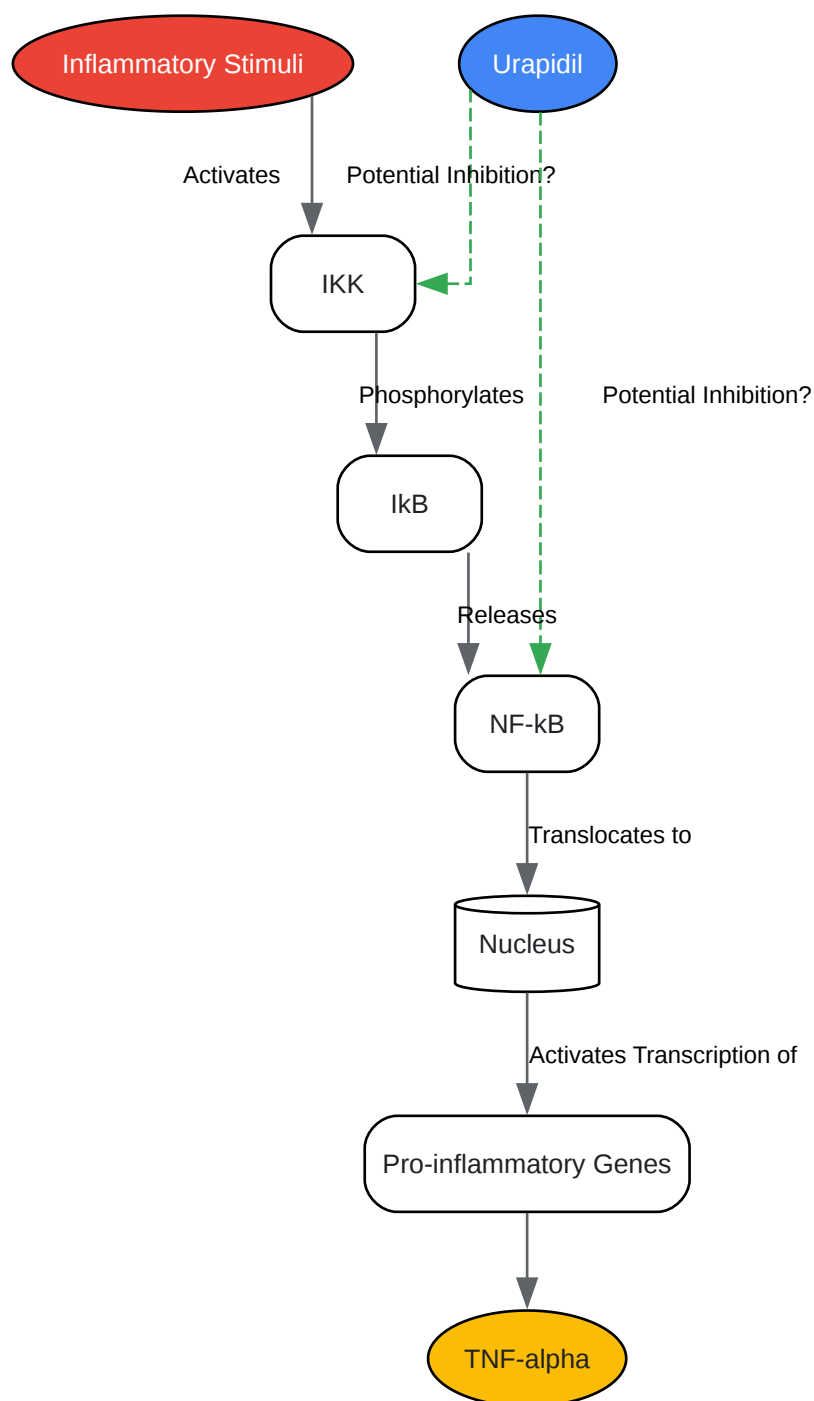 Inflammatory Stimuli
Urapidil
Activates
Potential Inhibition?
IKK
Phosphorylates
Potential Inhibition?
IkB
Releases
NF-kB
Translocates to
Nucleus
Activates Transcription of
Pro-inflammatory Genes
TNF-alpha